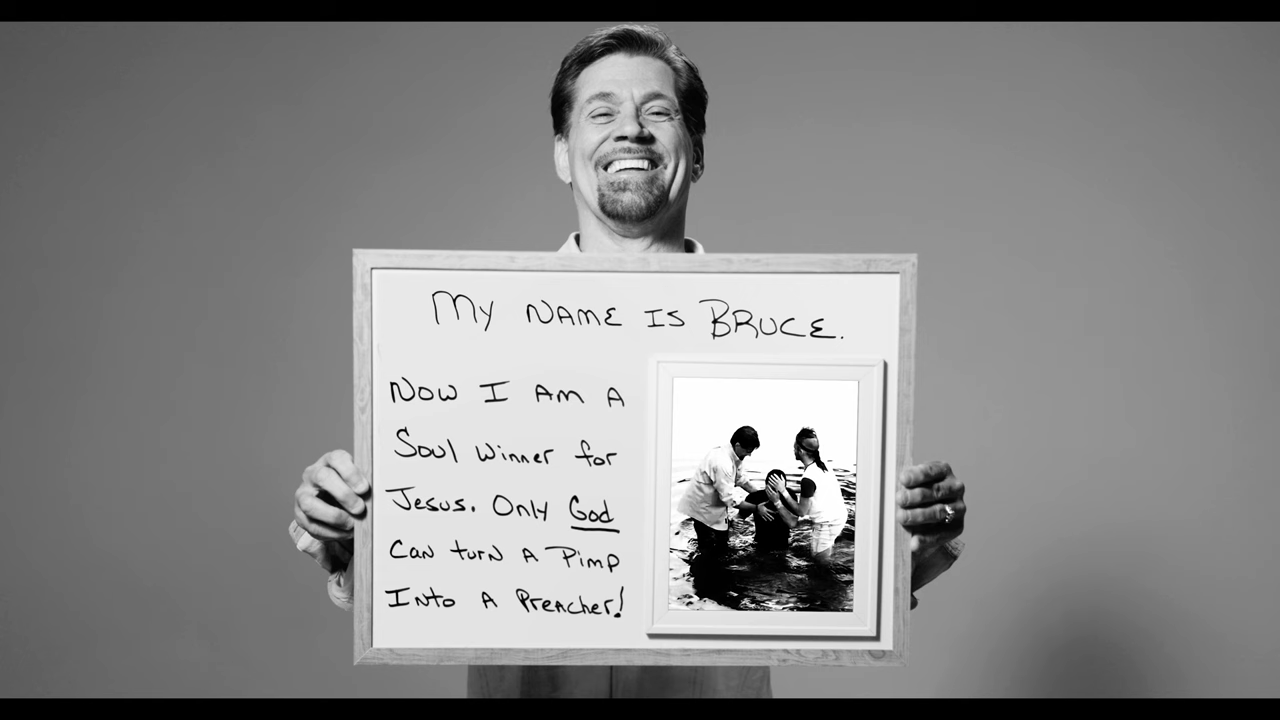 My NAME IS BRUCE.
Now I Am A
Soul Winner for
Jesus. Only God
Can turn A Pimp
Into A Preacher!